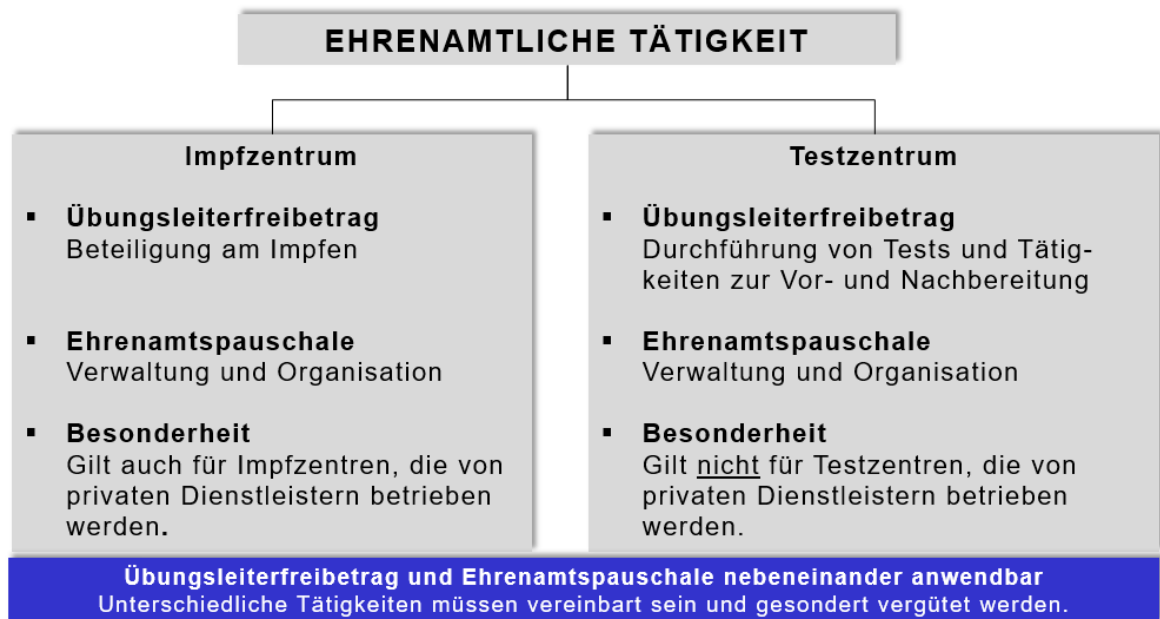 EHRENAMTLICHE TÄTIGKEIT
Impfzentrum
▪ Übungsleiterfreibetrag
Beteiligung am Impfen
▪ Ehrenamtspauschale
Verwaltung und Organisation
▪ Besonderheit
Gilt auch für Impfzentren, die von
privaten Dienstleistern betrieben
werden.
Testzentrum
▪ Übungsleiterfreibetrag
Durchführung von Tests und Tätig-
keiten zur Vor- und Nachbereitung
▪ Ehrenamtspauschale
Verwaltung und Organisation
▪ Besonderheit
Gilt nicht für Testzentren, die von
privaten Dienstleistern betrieben
werden.
Übungsleiterfreibetrag und Ehrenamtspauschale nebeneinander anwendbar
Unterschiedliche Tätigkeiten müssen vereinbart sein und gesondert vergütet werden.